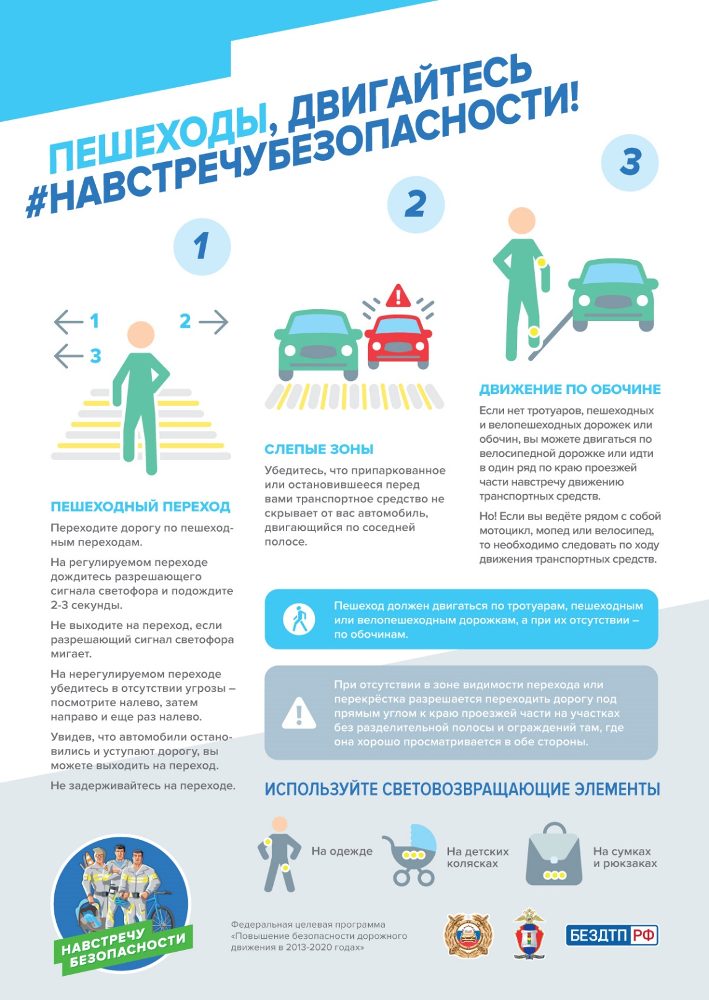 ПЕШЕХОДЫ, ДВИГАЙТЕСЬ
#НАВСТРЕЧУБЕЗОПАСНОСТИ!
1
2
3
1
2
3
ПЕШЕХОДНЫЙ ПЕРЕХОД
Переходите дорогу по пешеход-
ным переходам.
На регулируемом переходе
дождитесь разрешающего
сигнала светофора и подождите
2-3 секунды.
Не выходите на переход, если
разрешающий сигнал светофора
мигает.
На нерегулируемом переходе
убедитесь в отсутствии угрозы –
посмотрите налево, затем
направо и еще раз налево.
Увидев, что автомобили остано-
вились и уступают дорогу, вы
можете выходить на переход.
Не задерживайтесь на переходе.
!
СЛЕПЫЕ ЗОНЫ
Убедитесь, что припаркованное
или остановившееся перед
вами транспортное средство не
скрывает от вас автомобиль,
двигающийся по соседней
полосе.
ДВИЖЕНИЕ ПО ОБОЧИНЕ
Если нет тротуаров, пешеходных
и велопешеходных дорожек или
обочин, вы можете двигаться по
велосипедной дорожке или идти
в один ряд по краю проезжей
части навстречу движению
транспортных средств.
Но! Если вы ведёте рядом с собой
мотоцикл, мопед или велосипед,
то необходимо следовать по ходу
движения транспортных средств.
Пешеход должен двигаться по тротуарам, пешеходным
или велопешеходным дорожкам, а при их отсутствии –
по обочинам.
!
При отсутствии в зоне видимости перехода или
перекрёстка разрешается переходить дорогу под
прямым углом к краю проезжей части на участках
без разделительной полосы и ограждений там, где
она хорошо просматривается в обе стороны.
ИСПОЛЬЗУЙТЕ СВЕТОВОЗВРАЩАЮЩИЕ ЭЛЕМЕНТЫ
На одежде
На детских
колясках
На сумках
и рюкзаках
НАВСТРЕЧУ
БЕЗОПАСНОСТИ
Федеральная целевая программа
«Повышение безопасности дорожного
движения в 2013-2020 годах»
БЕЗДТП РФ